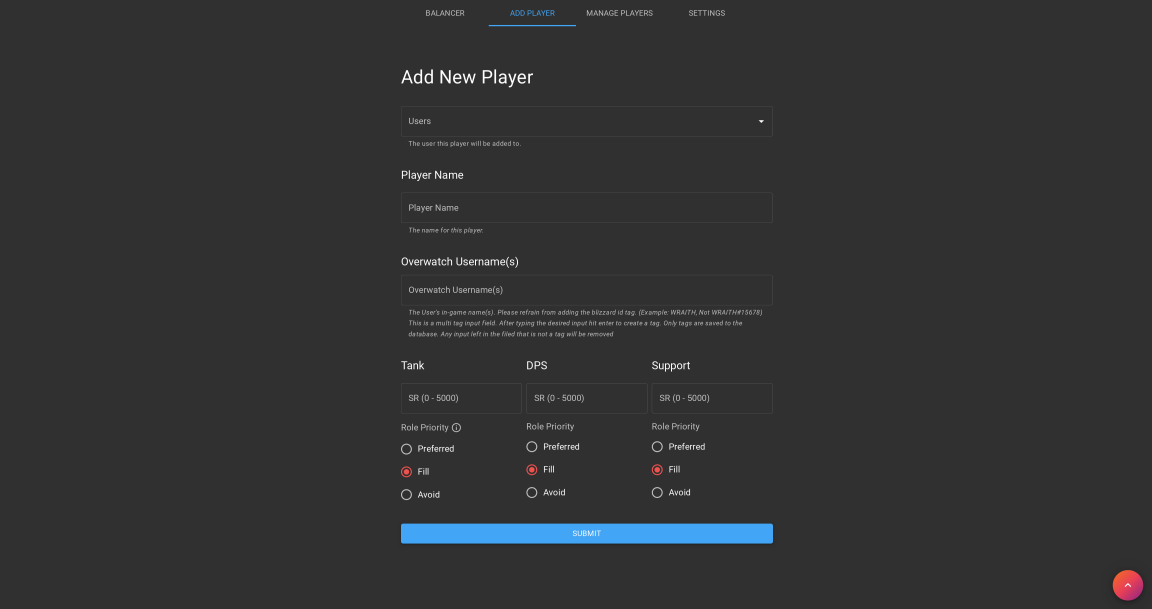 BALANCER ADD PLAYER MANAGE PLAYERS SETTINGS
Add New Player
Users
The user this player will be added to.
Player Name
Player Name
The name for this player.
Overwatch Username(s)
Overwatch Username(s)
The User's in-game name(s). Please refrain from adding the blizzard id tag. (Example: WRAITH, Not WRAITH#15678)
This is a multi tag input field. After typing the desired input hit enter to create a tag. Only tags are saved to the
database. Any input left in the filed that is not a tag will be removed
Tank DPS Support
SR (0 - 5000) SR (0 - 5000) SR (0 - 5000)
Role Priority Role Priority Role Priority
Preferred Preferred Preferred
Fill Fill Fill
Avoid Avoid Avoid
SUBMIT